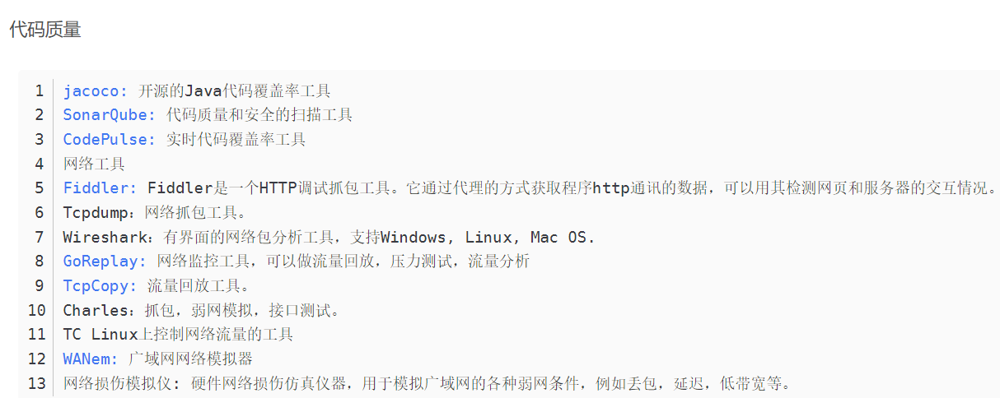 代码质量
1 jacoco: 开源的Java代码覆盖率工具
2 SonarQube: 代码质量和安全的扫描工具
3 CodePulse: 实时代码覆盖率工具
4 网络工具
5 Fiddler: Fiddler是一个HTTP调试抓包工具。它通过代理的方式获取程序http通讯的数据，可以用其检测网页和服务器的交互情况。
6 Tcpdump：网络抓包工具。
7 Wireshark：有界面的网络包分析工具，支持Windows, Linux, Mac OS.
8 GoReplay: 网络监控工具，可以做流量回放，压力测试，流量分析
9 TcpCopy: 流量回放工具。
10 Charles：抓包，弱网模拟，接口测试。
11 TC Linux上控制网络流量的工具
12 WANem: 广域网网络模拟器
13 网络损伤模拟仪: 硬件网络损伤仿真仪器，用于模拟广域网的各种弱网条件，例如丢包，延迟，低带宽等。